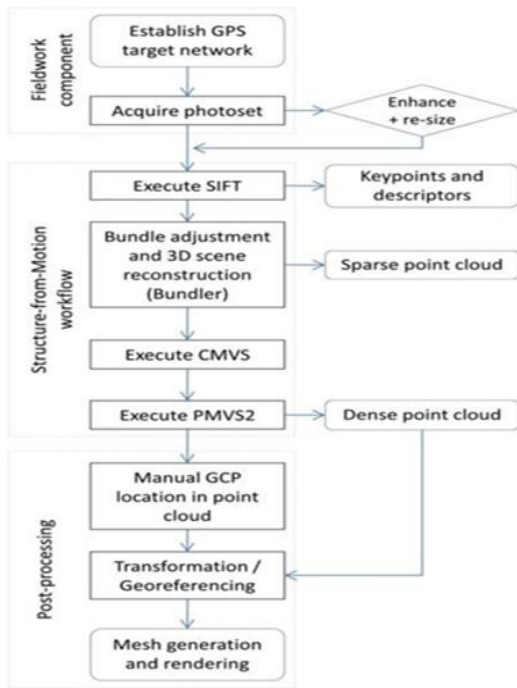 Fieldwork
component
Establish GPS
target network
Acquire photoset
Enhance
+ re-size
Structure-from-Motion
workflow
Execute SIFT
Keypoints and
descriptors
Bundle adjustment
and 3D scene
reconstruction
(Bundler)
Sparse point cloud
Execute CMVS
Execute PMVS2
Dense point cloud
Post-processing
Manual GCP
location in point
cloud
Transformation /
Georeferencing
Mesh generation
and rendering